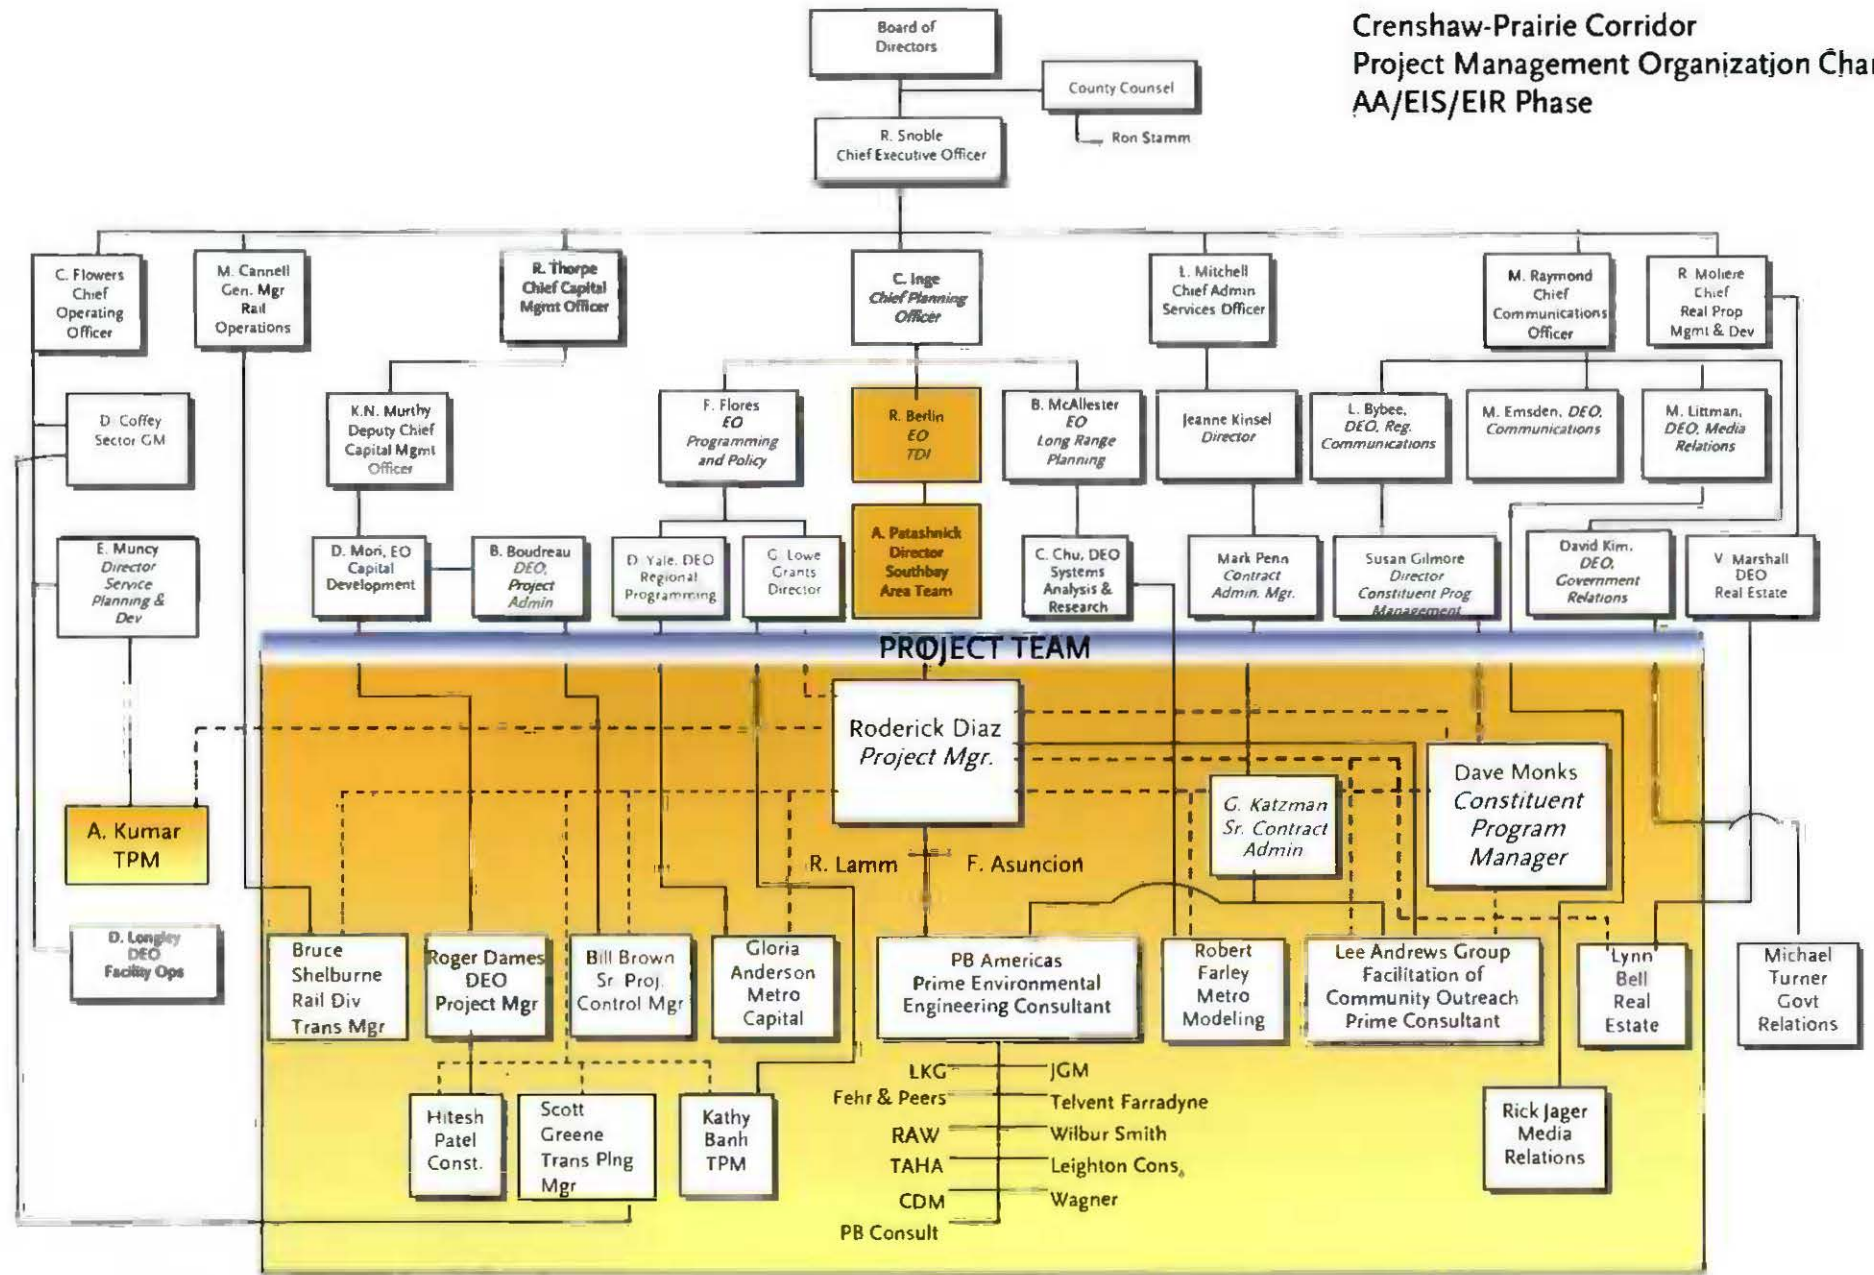 Crenshaw-Prairie Corridor
Project Management Organization Char
AA/EIS/EIR Phase
Board of
Directors
County Counsel
Ron Stamm
R. Snoble
Chief Executive Officer
C. Flowers
Chief
Operating
Officer
M. Cannell
Gen. Mgr
Rail
Operations
R. Thorpe
Chief Capital
Mgmt Officer
C. Inge
Chief Planning
Officer
L. Mitchell
Chief Admin
Services Officer
M. Raymond
Chief
Communications
Officer
R. Moliere
Chief
Real Prop
Mgmt & Dev
D. Coffey
Sector GM
K.N. Murthy
Deputy Chief
Capital Mgmt
Officer
F. Flores
EO
Programming
and Policy
R. Berlin
EO
TDI
B. McAllester
EO
Long Range
Planning
Jeanne Kinsel
Director
L. Bybee,
DEO, Reg.
Communications
M. Emsden, DEO,
Communications
M. Littman,
DEO, Media
Relations
E. Muncy
Director
Service
Planning &
Dev
D. Mori, EO
Capital
Development
B. Boudreau
DEO,
Project
Admin
D. Yale, DEO
Regional
Programming
G. Lowe
Grants
Director
A. Patashnick
Director
Southbay
Area Team
C. Chu, DEO
Systems
Analysis &
Research
Mark Penn
Contract
Admin. Mgr.
Susan Gilmore
Director
Constituent Prog
Management
David Kim,
DEO,
Government
Relations
V. Marshall
DEO
Real Estate
PROJECT TEAM
Roderick Diaz
Project Mgr.
Dave Monks
Constituent
Program
Manager
G. Katzman
Sr. Contract
Admin
A. Kumar
TPM
R. Lamm
F. Asuncion
D. Longley
DEO
Facility Ops
Bruce
Shelburne
Rail Div
Trans Mgr
Roger Dames
DEO
Project Mgr
Bill Brown
Sr. Proj.
Control Mgr
Gloria
Anderson
Metro
Capital
PB Americas
Prime Environmental
Engineering Consultant
Robert
Farley
Metro
Modeling
Lee Andrews Group
Facilitation of
Community Outreach
Prime Consultant
Lynn
Bell
Real
Estate
Michael
Turner
Govt
Relations
Hitesh
Patel
Const.
Scott
Greene
Trans Plng
Mgr
Kathy
Banh
TPM
LKG
JGM
Fehr & Peers
Telvent Farradyne
RAW
Wilbur Smith
TAHA
Leighton Cons.
CDM
Wagner
PB Consult
Rick Jager
Media
Relations